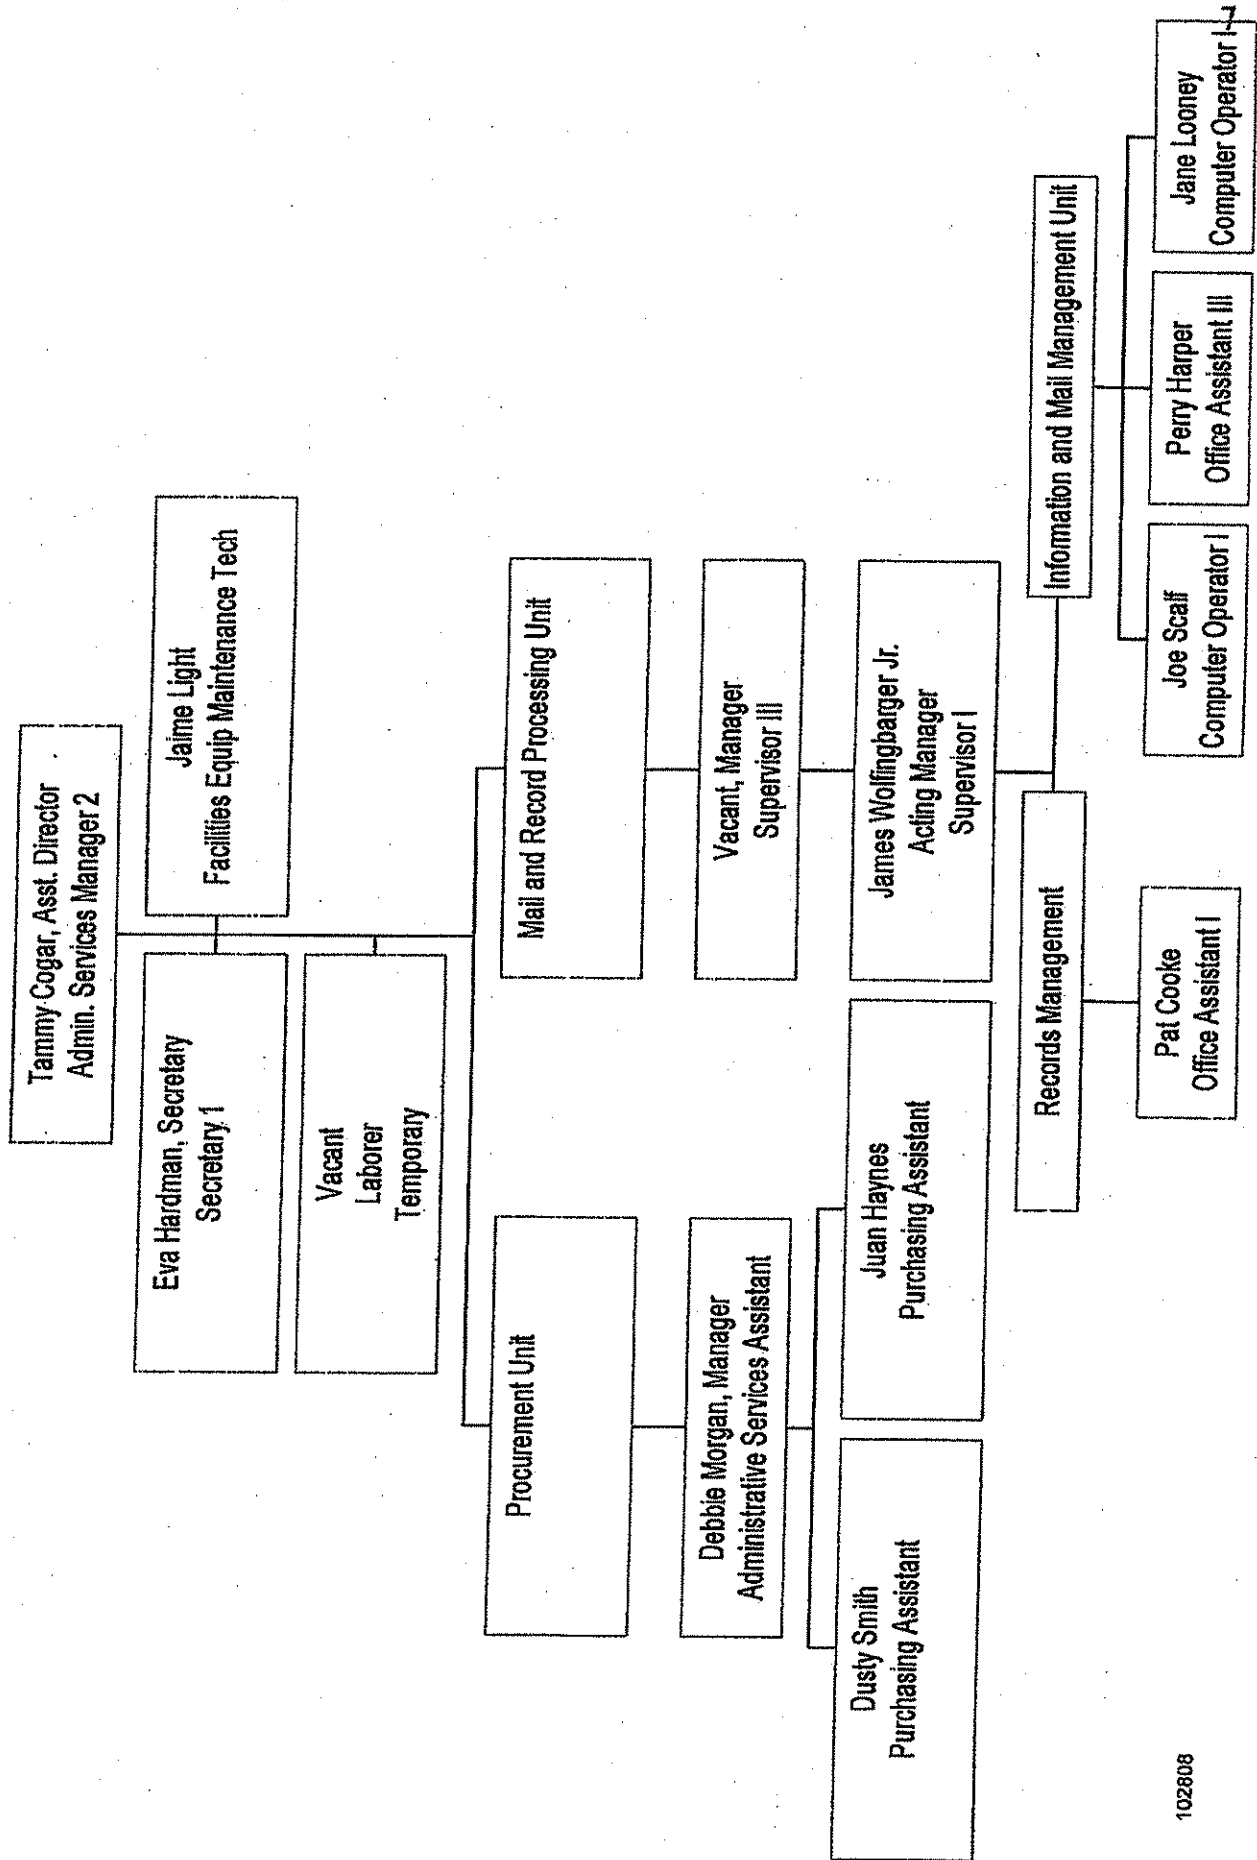 Tammy Cogar, Asst. Director
Admin. Services Manager 2
Eva Hardman, Secretary
Secretary 1
Jaime Light
Facilities Equip Maintenance Tech
Vacant
Laborer
Temporary
Procurement Unit
Mail and Record Processing Unit
Debbie Morgan, Manager
Administrative Services Assistant
Vacant, Manager
Supervisor III
Dusty Smith
Purchasing Assistant
Juan Haynes
Purchasing Assistant
James Wolfingbarger Jr.
Acting Manager
Supervisor I
Records Management
Information and Mail Management Unit
Pat Cooke
Office Assistant I
Joe Scalf
Computer Operator I
Perry Harper
Office Assistant III
Jane Looney
Computer Operator I
7
102808